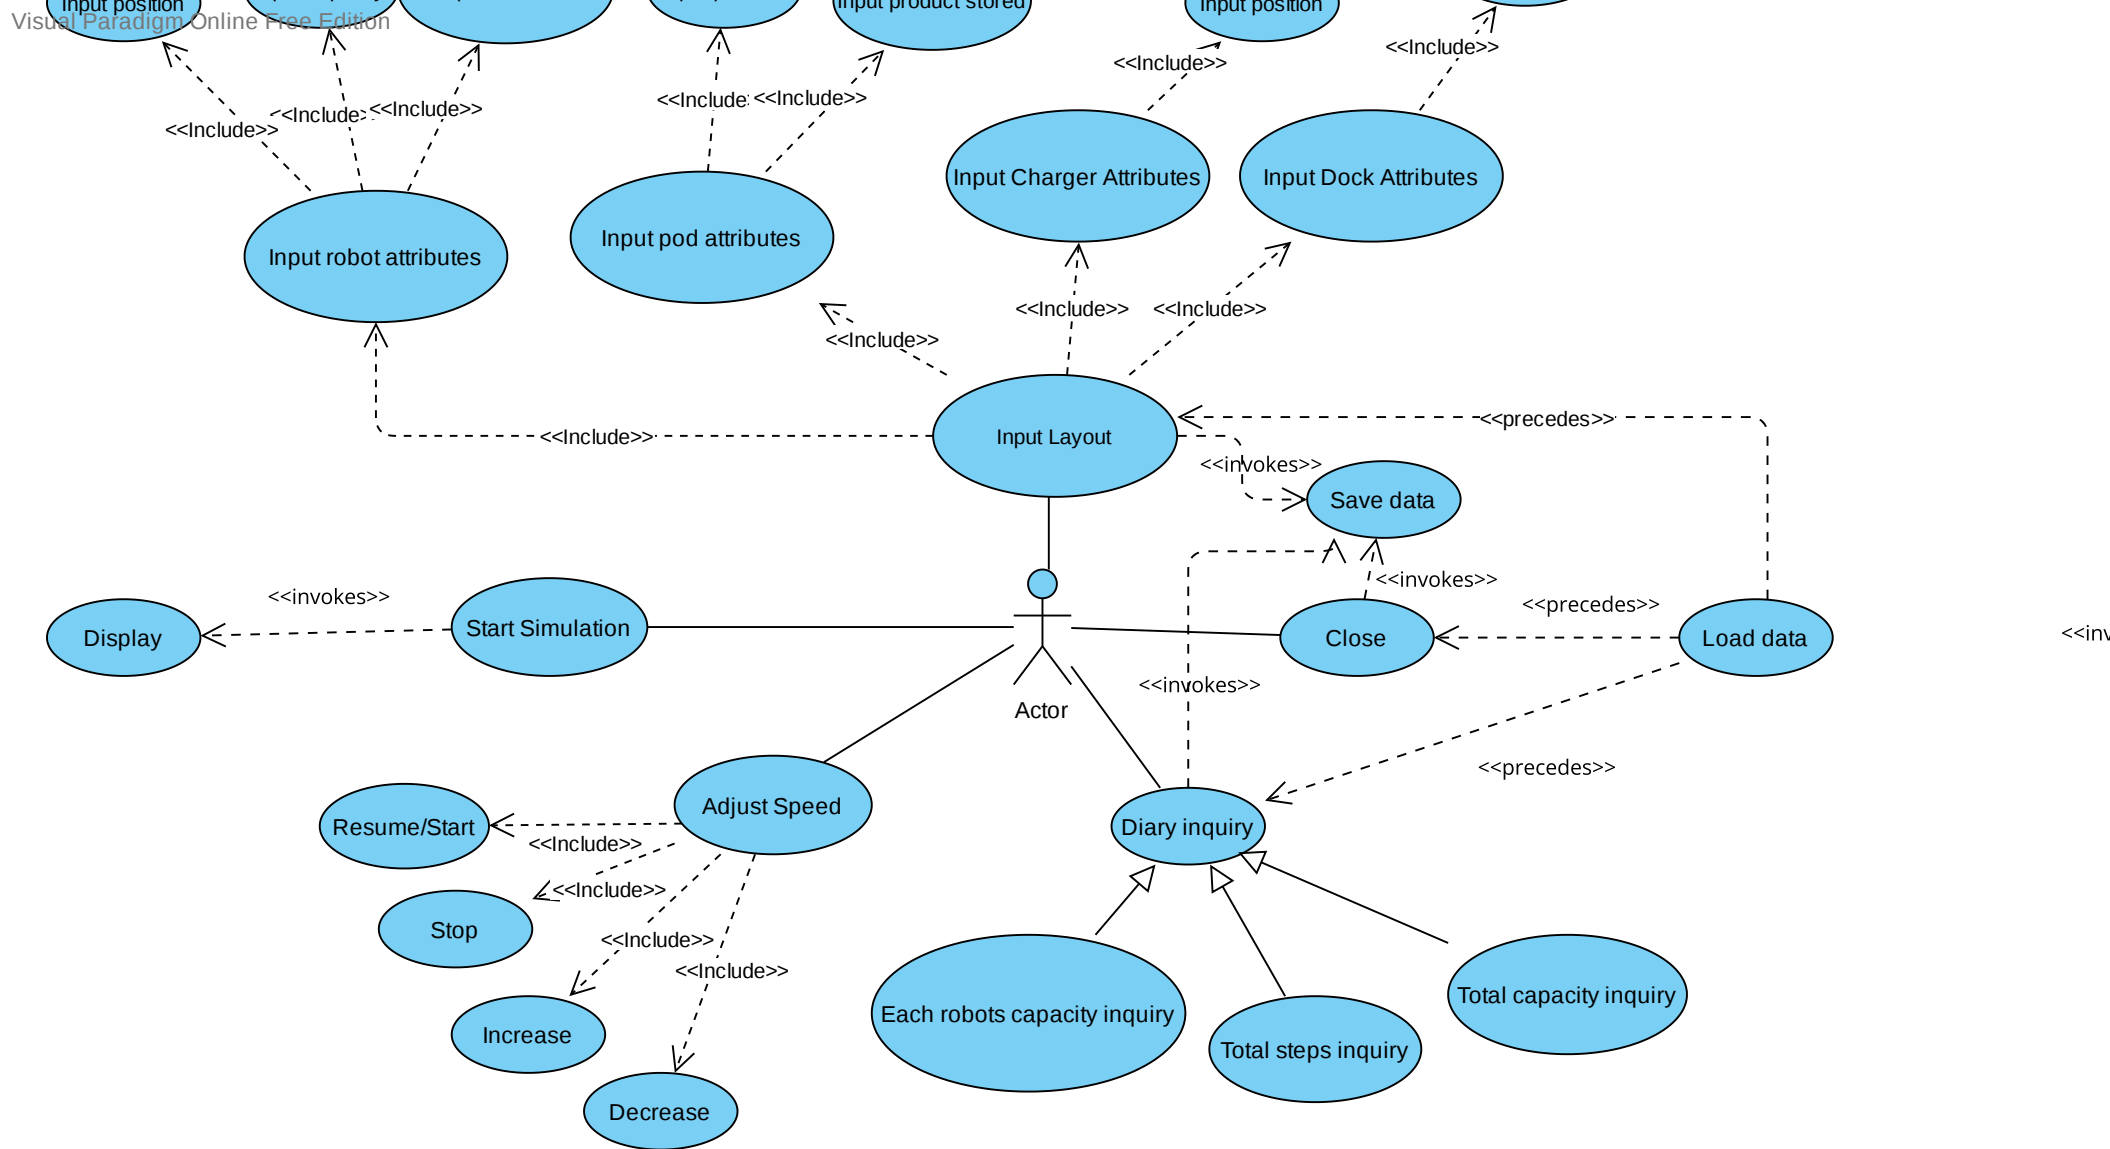 Input position
Input product stored
Input position
Visual Paradigm Online Free Edition
<<Include>>
<<Include>>
<<Include>>
<<Include>>
<<Include>>
<<Include
<<Include>>
<<Include>>
Input Charger Attributes
Input Dock Attributes
Input pod attributes
Input robot attributes
<<Include>>
<<Include>>
<<Include>>
<<Include>>
<<precedes>>
Input Layout
<<invokes>>
Save data
<<invokes>>
<<invokes>>
<<precedes>>
Start Simulation
Display
Close
Load data
<<inv
<<invokes>>
Actor
<<precedes>>
Adjust Speed
Resume/Start
Diary inquiry
<<Include>>
<<Include>>
Stop
<<Include>>
<<Include>>
Total capacity inquiry
Each robots capacity inquiry
Increase
Total steps inquiry
Decrease